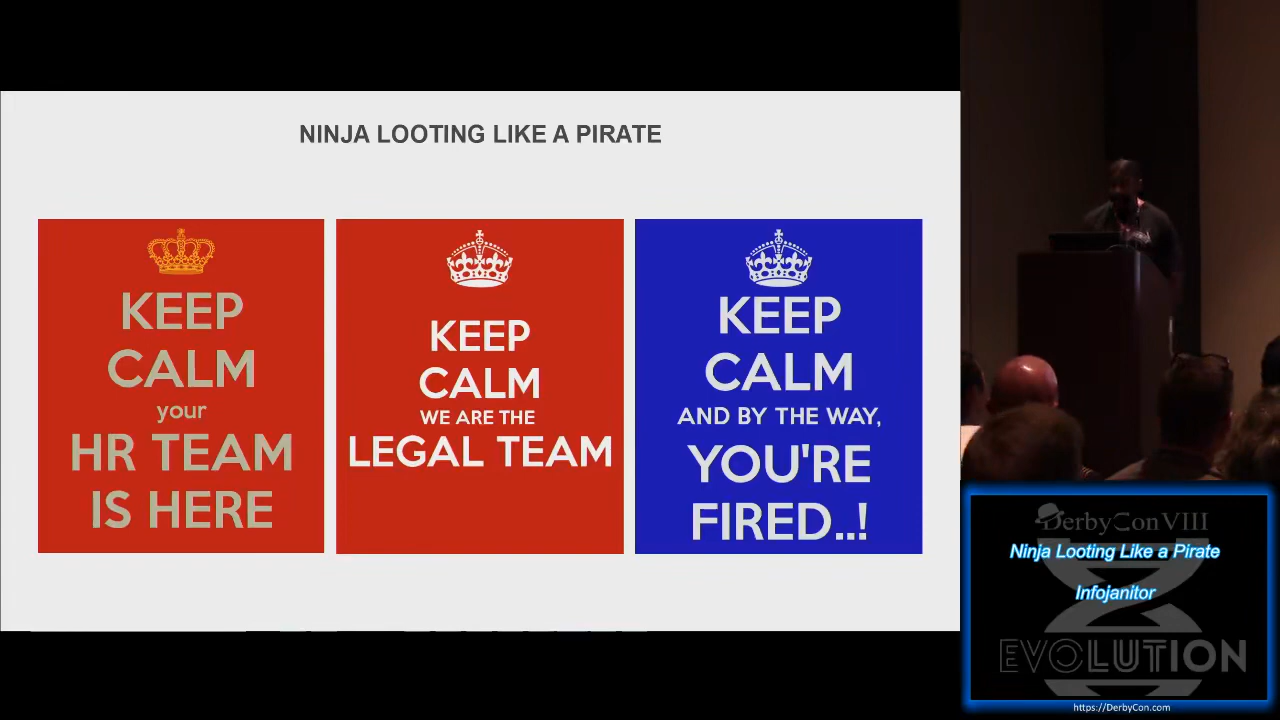 NINJA LOOTING LIKE A PIRATE
KEEP
CALM
your
HR TEAM
IS HERE
KEEP
CALM
WE ARE THE
LEGAL TEAM
KEEP
CALM
AND BY THE WAY,
YOU'RE
FIRED..!
DerbyCon VIII
Ninja Looting Like a Pirate
Infojanitor
EVOLUTION
https://DerbyCon.com